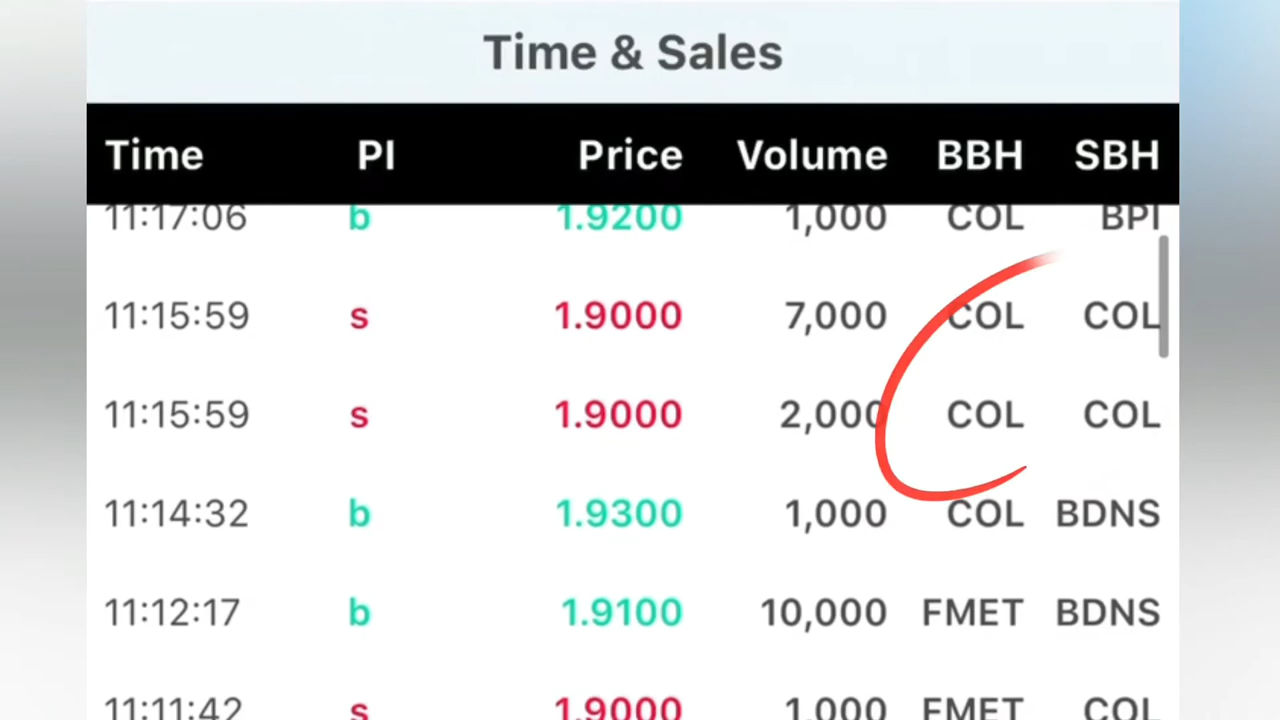 Time & Sales
Time PI Price Volume BBH SBH
11:17:06 b 1.9200 1,000 COL BPI
11:15:59 s 1.9000 7,000 COL COL
11:15:59 s 1.9000 2,000 COL COL
11:14:32 b 1.9300 1,000 COL BDNS
11:12:17 b 1.9100 10,000 FMET BDNS
11:11:42 s 1.9000 1,000 FMET COL